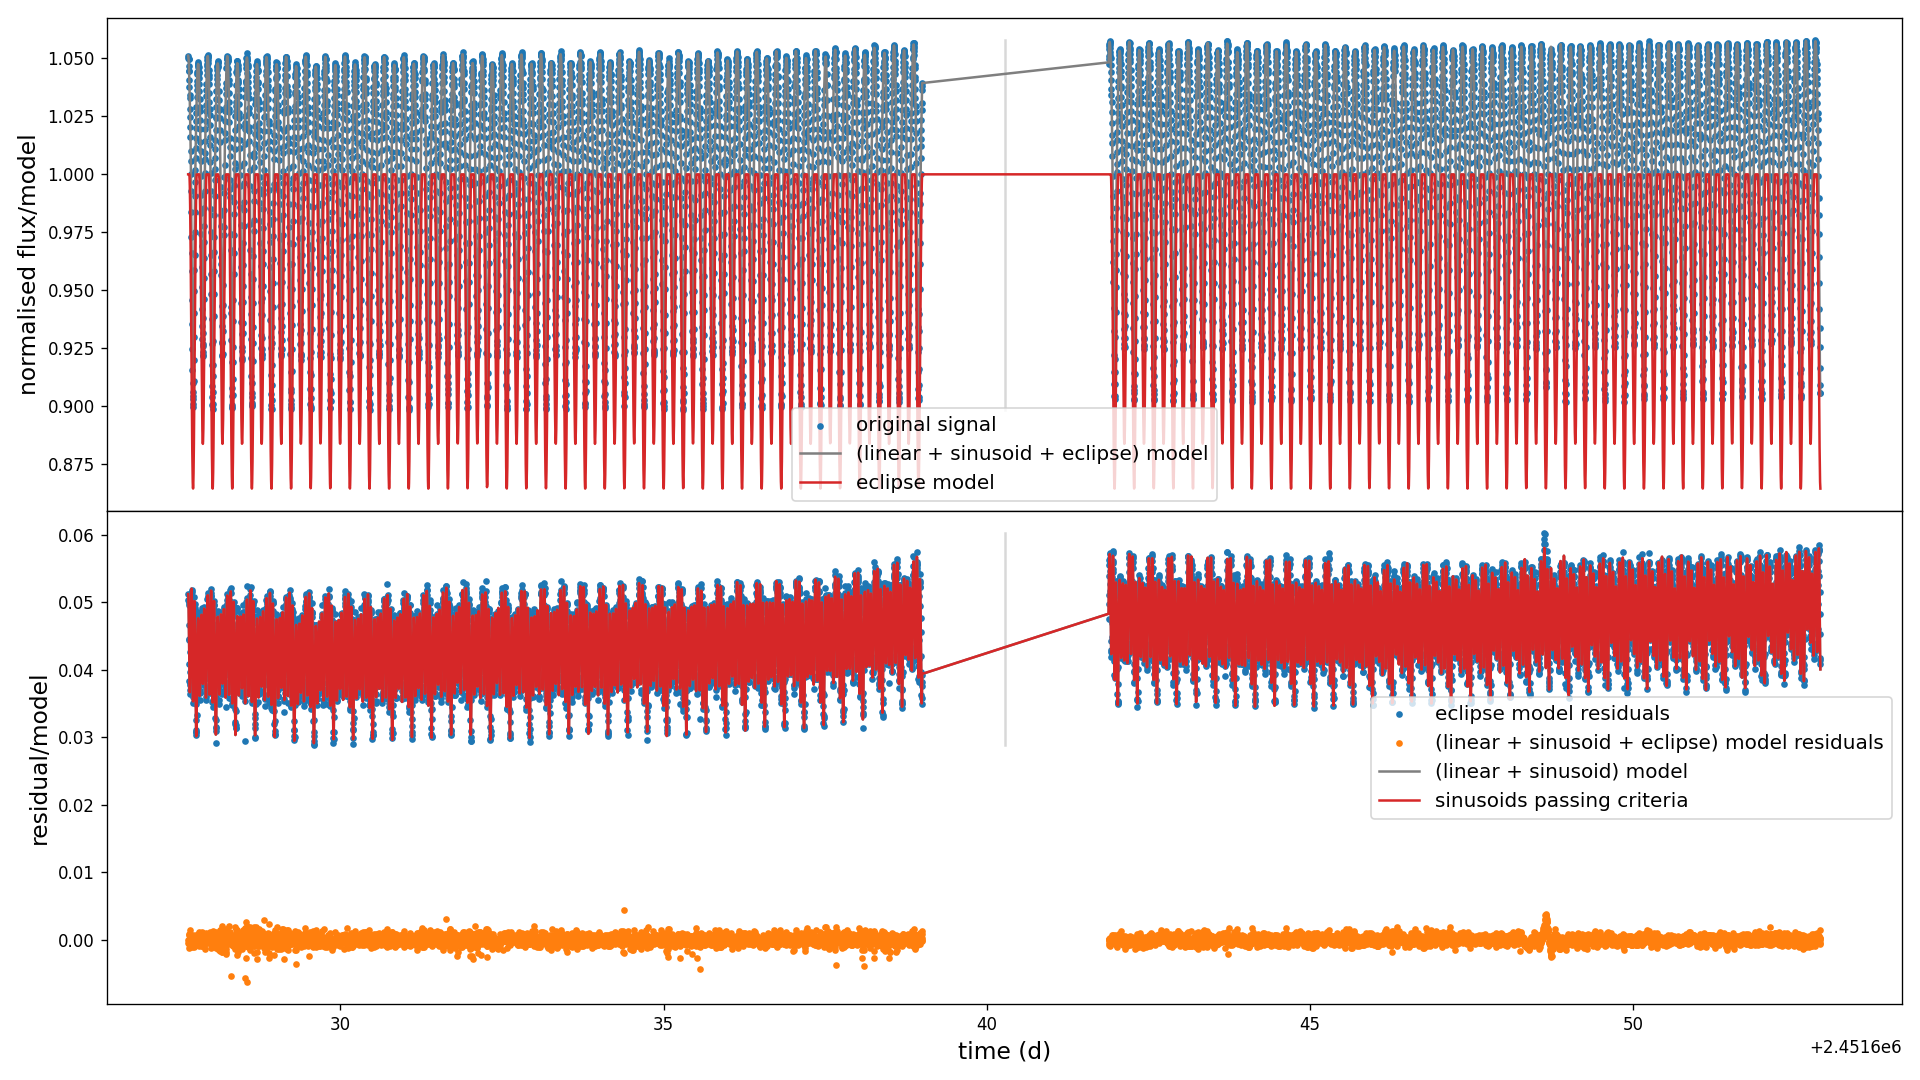 normalised flux/model
1.050
1.025
1.000
0.975
0.950
0.925
0.900
0.875
original signal
(linear + sinusoid + eclipse) model
eclipse model
residual/model
0.06
0.05
0.04
0.03
0.02
0.01
0.00
eclipse model residuals
(linear + sinusoid + eclipse) model residuals
(linear + sinusoid) model
sinusoids passing criteria
30
35
40
45
50
time (d)
+2.4516e6